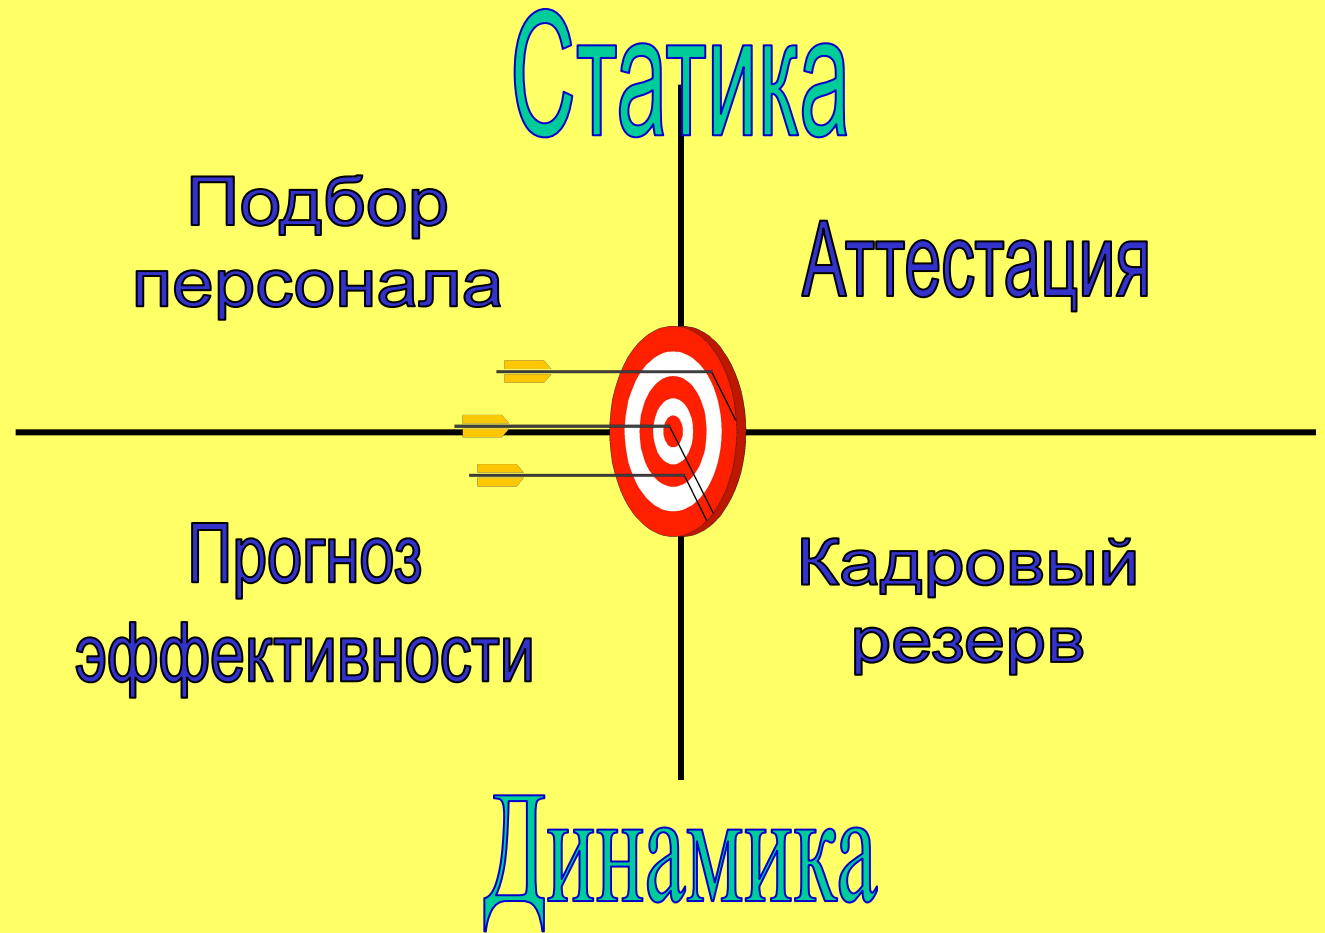 Статика
Подбор
персонала
Аттестация
Прогноз
эффективности
Кадровый
резерв
Динамика